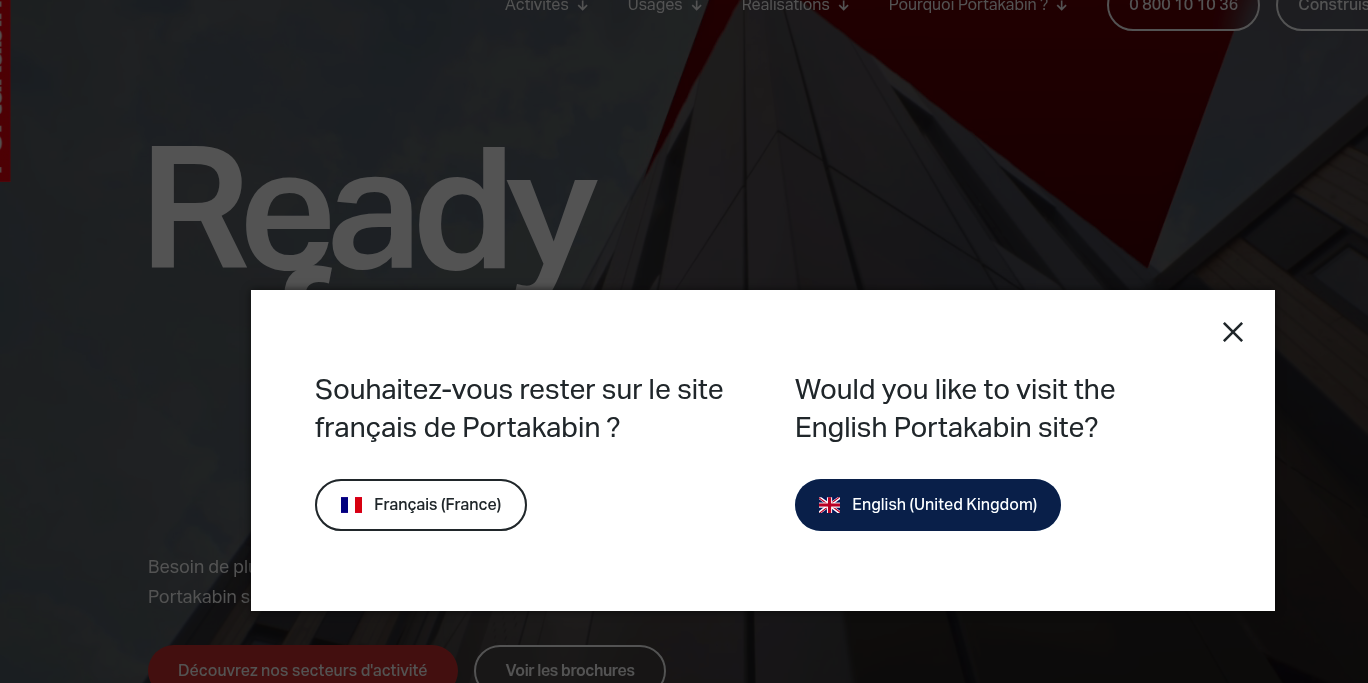 Activités
Usages
Réalisations
Pourquoi Portakabin ?
0 800 10 10 36
Ready
Souhaitez-vous rester sur le site
français de Portakabin ?
Français (France)
Would you like to visit the
English Portakabin site?
English (United Kingdom)
Besoin de
Portakabin
Découvrez nos secteurs d'activité
Voir les brochures